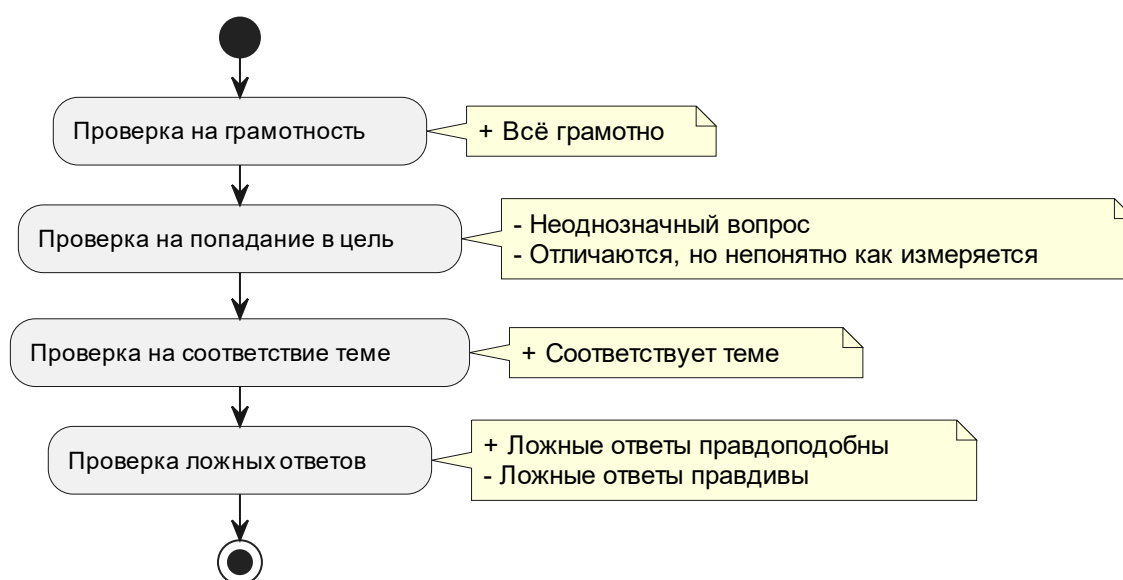 Проверка на грамотность
+ Всё грамотно
Проверка на попадание в цель
- Неоднозначный вопрос
- Отличаются, но непонятно как измеряется
Проверка на соответствие теме
+ Соответствует теме
Проверка ложных ответов
+ Ложные ответы правдоподобны
- Ложные ответы правдивы